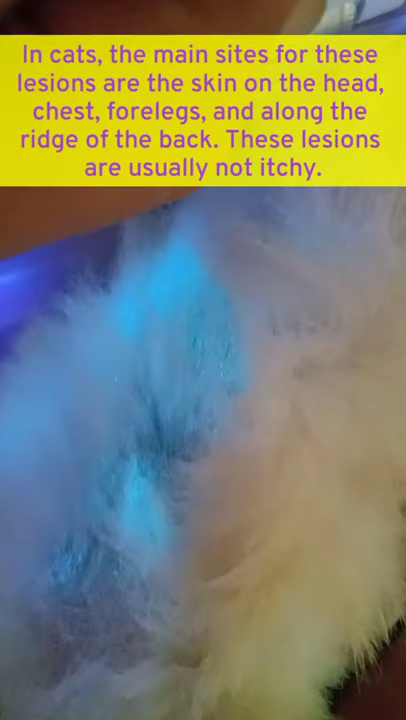 In cats, the main sites for these
lesions are the skin on the head,
chest, forelegs, and along the
ridge of the back. These lesions
are usually not itchy.